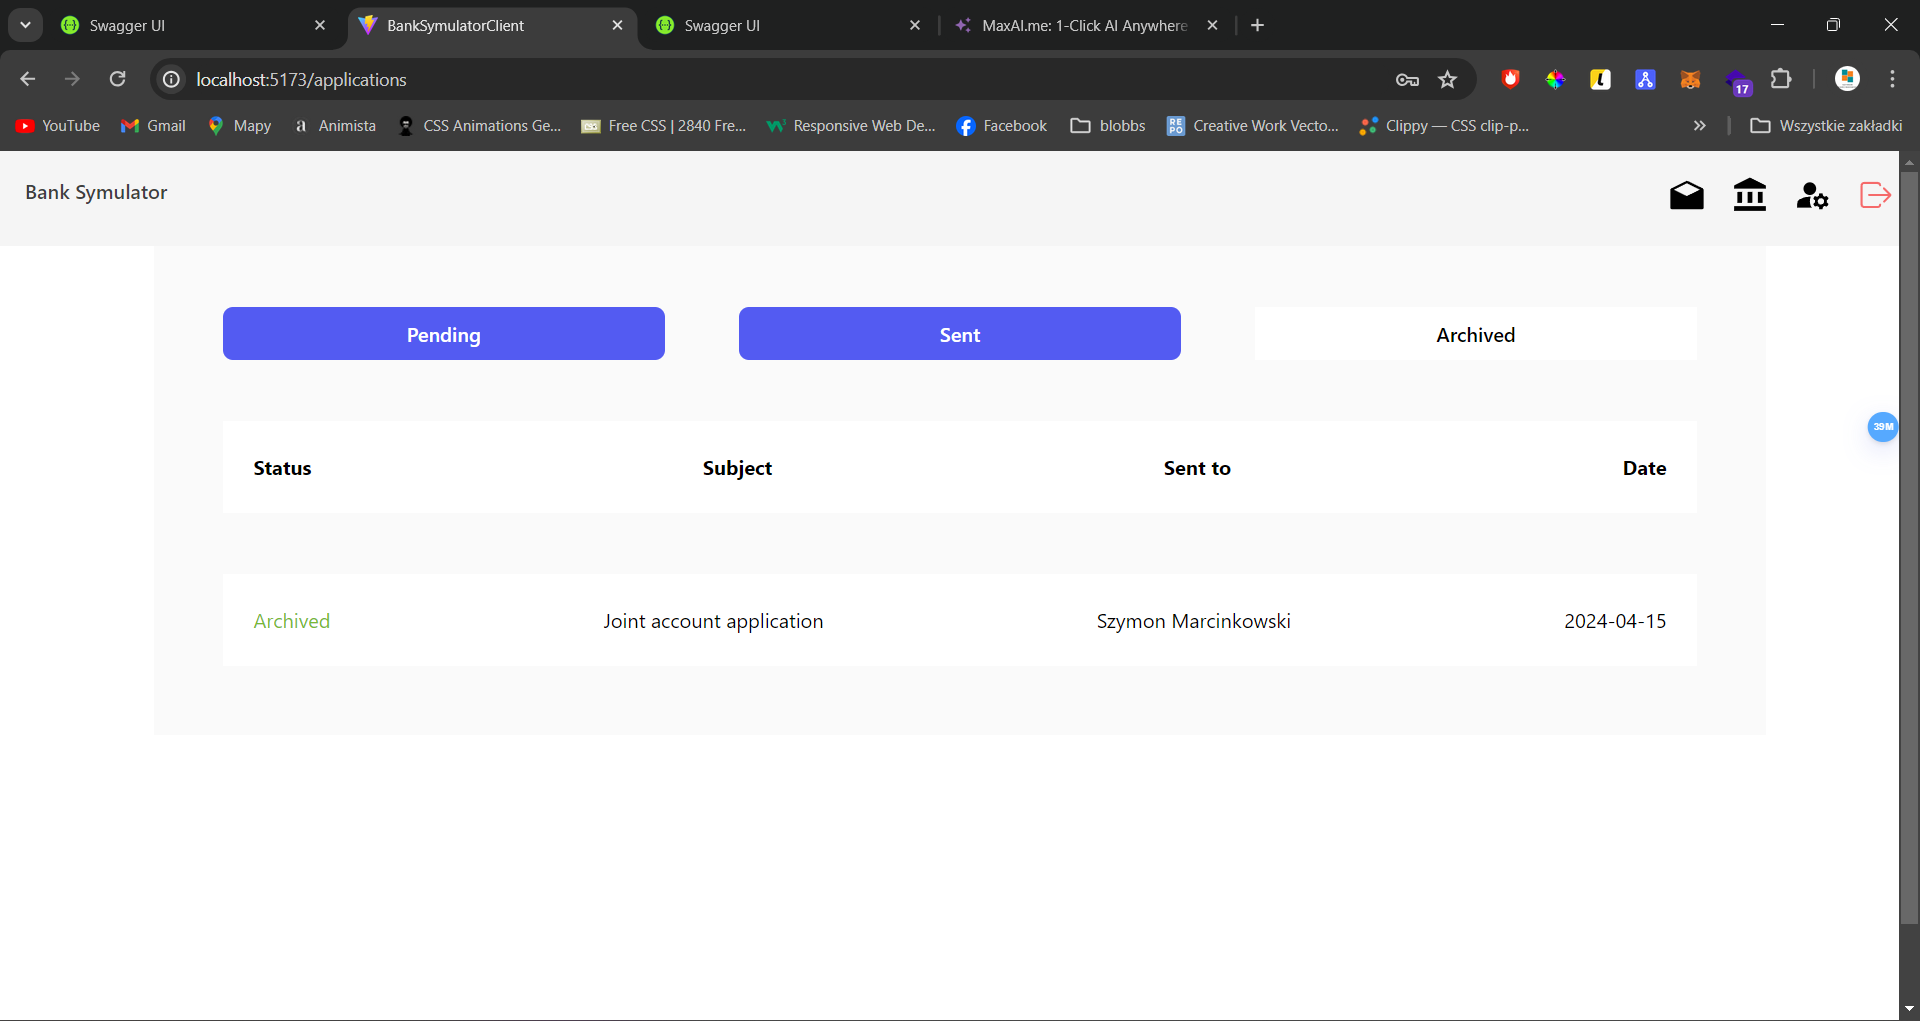 Swagger UI
BankSymulatorClient
Swagger UI
MaxAI.me: 1-Click AI Anywhere
localhost:5173/applications
17
YouTube
Gmail
Mapy
a Animista
CSS Animations Ge...
Free CSS | 2840 Fre...
Responsive Web De...
Facebook
blobbs
REPO
Creative Work Vecto...
Clippy — CSS clip-p...
Wszystkie zakładki
Bank Symulator
Pending
Sent
Archived
39M
Status
Subject
Sent to
Date
Archived
Joint account application
Szymon Marcinkowski
2024-04-15